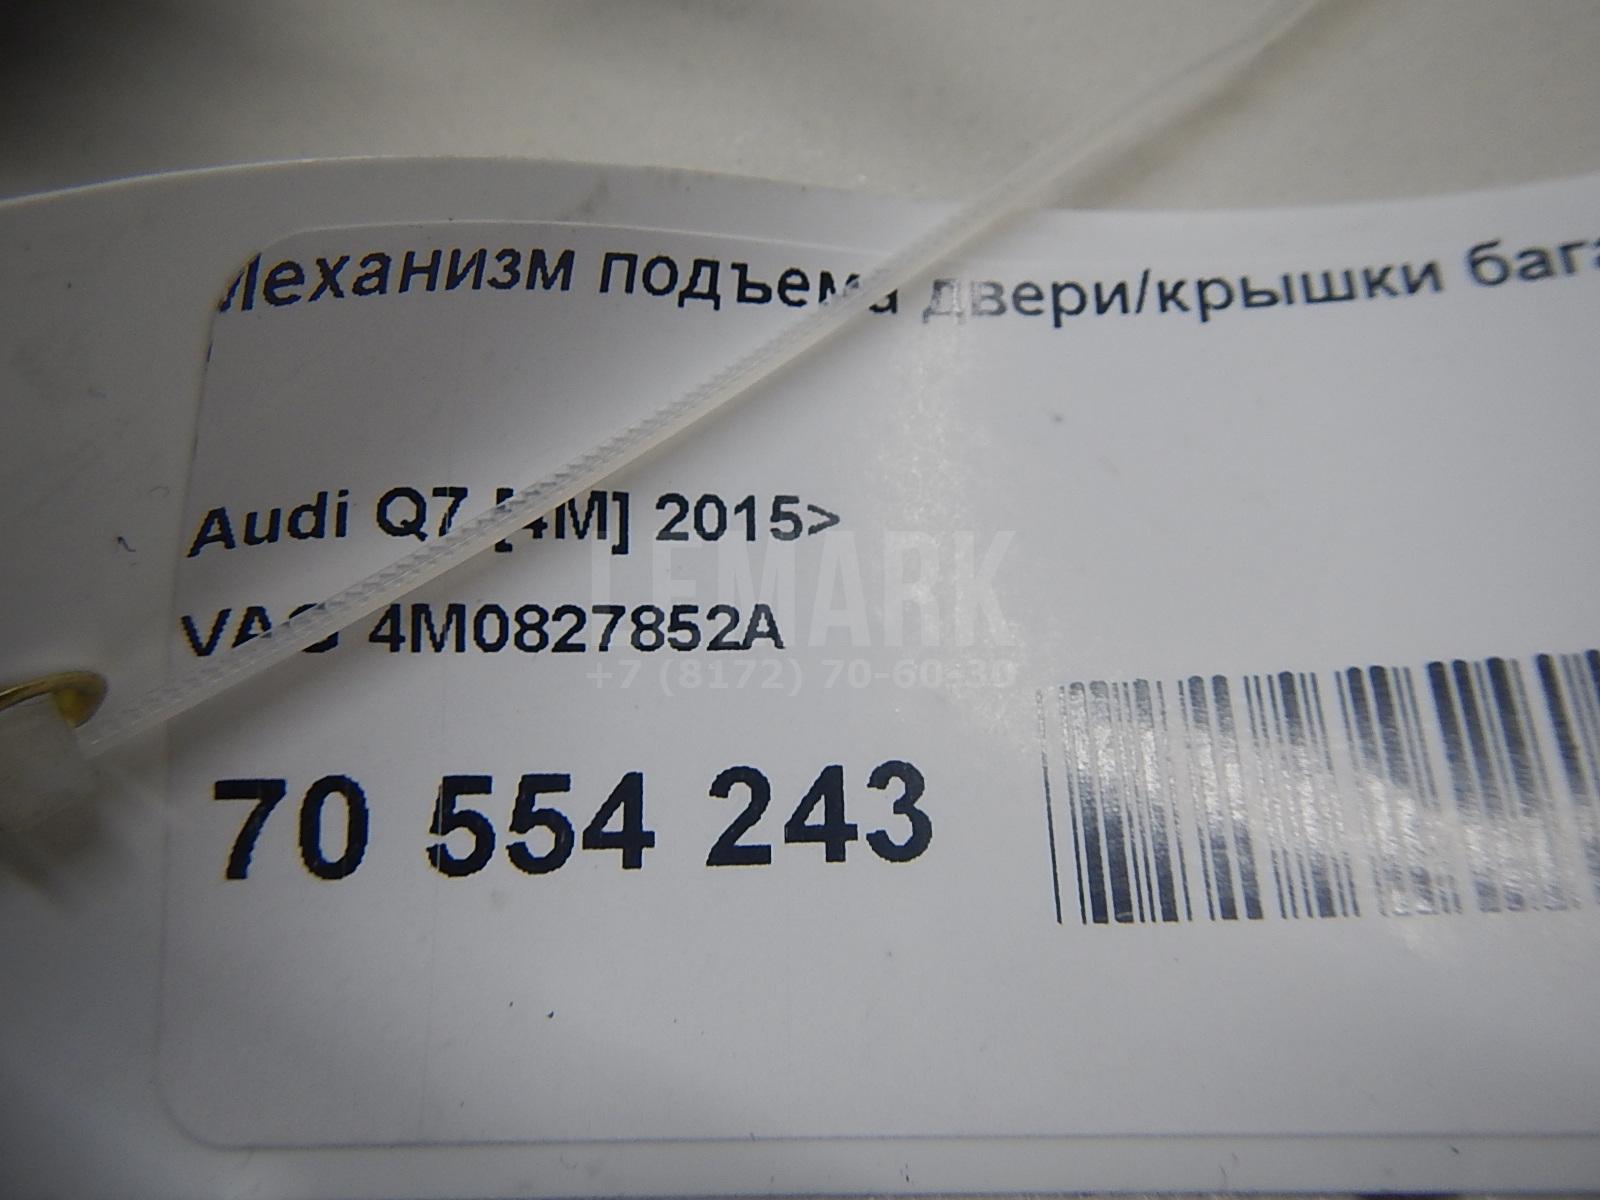 Механизм подъема двери/крышки бага
Audi Q7 [4M] 2015>
VAG 4M0827852A
LEMARK
+7 (8172) 70-60-30
70 554 243